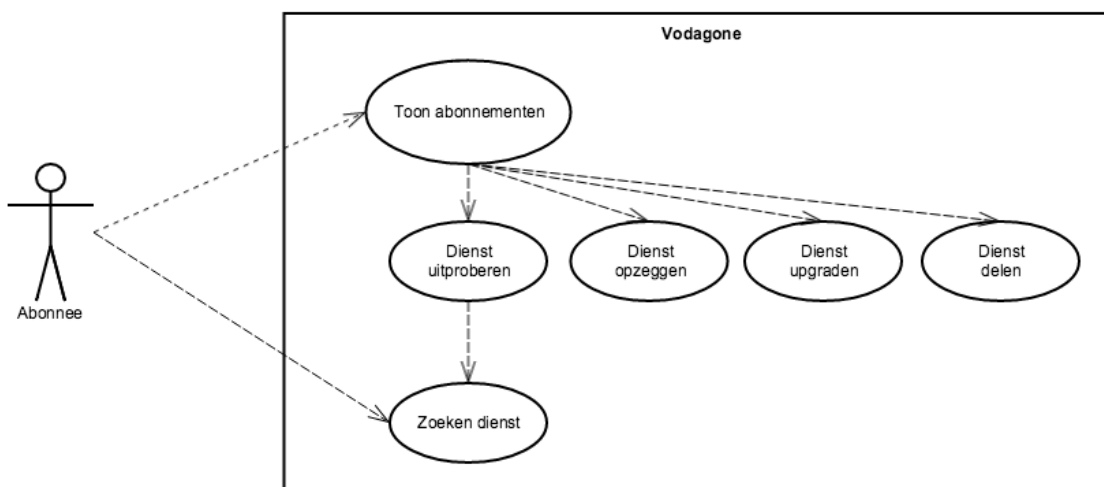 Vodagone
Toon abonnementen
Dienst
uitproberen
Dienst
opzeggen
Dienst
upgraden
Dienst
delen
Abonnee
Zoeken dienst